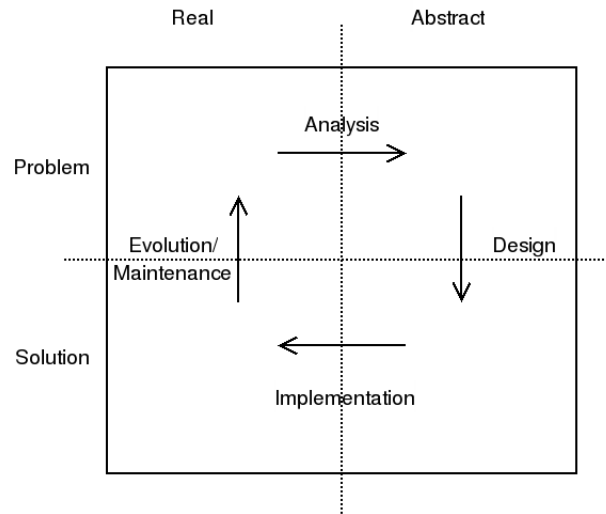 Real
Abstract
Analysis
Problem
Evolution/
Maintenance
Design
Solution
Implementation